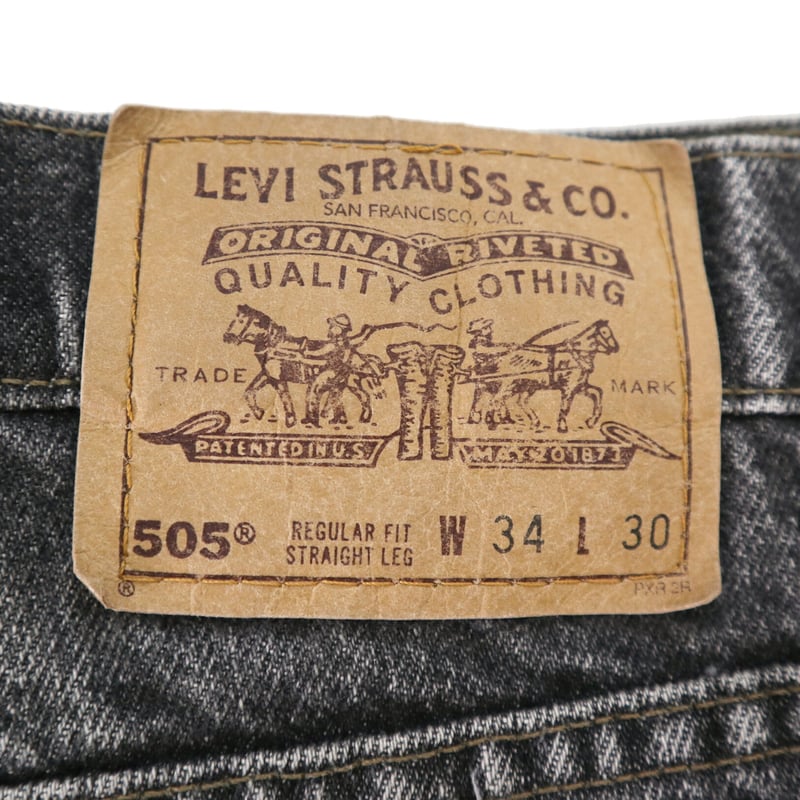 LEVI STRAUSS & CO.
SAN FRANCISCO, CAL.
ORIGINAL RIVETED
QUALITY CLOTHING
TRADE MARK
PATENTED IN U.S. MAY 20 1873
505® REGULAR FIT W 34 L 30
STRAIGHT LEG
®